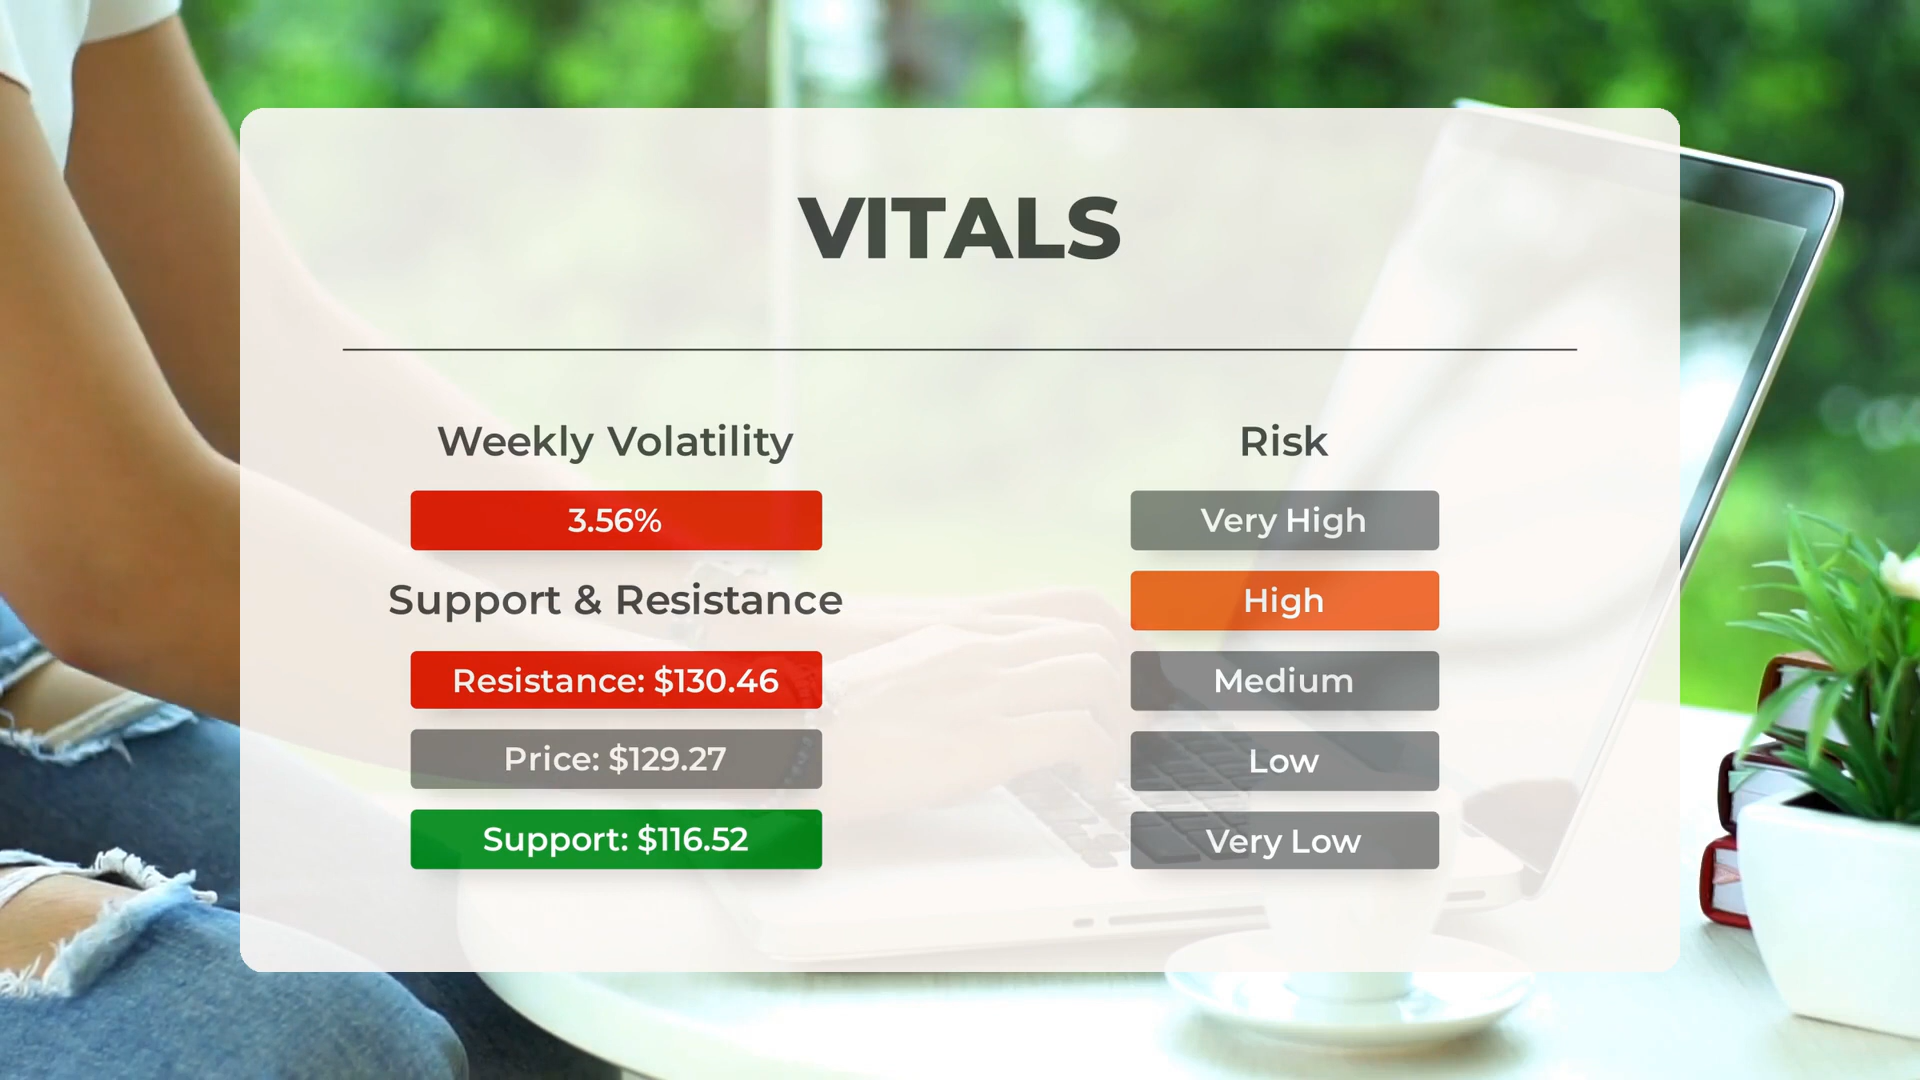 VITALS
Weekly Volatility
3.56%
Support & Resistance
Resistance: $130.46
Price: $129.27
Support: $116.52
Risk
Very High
High
Medium
Low
Very Low